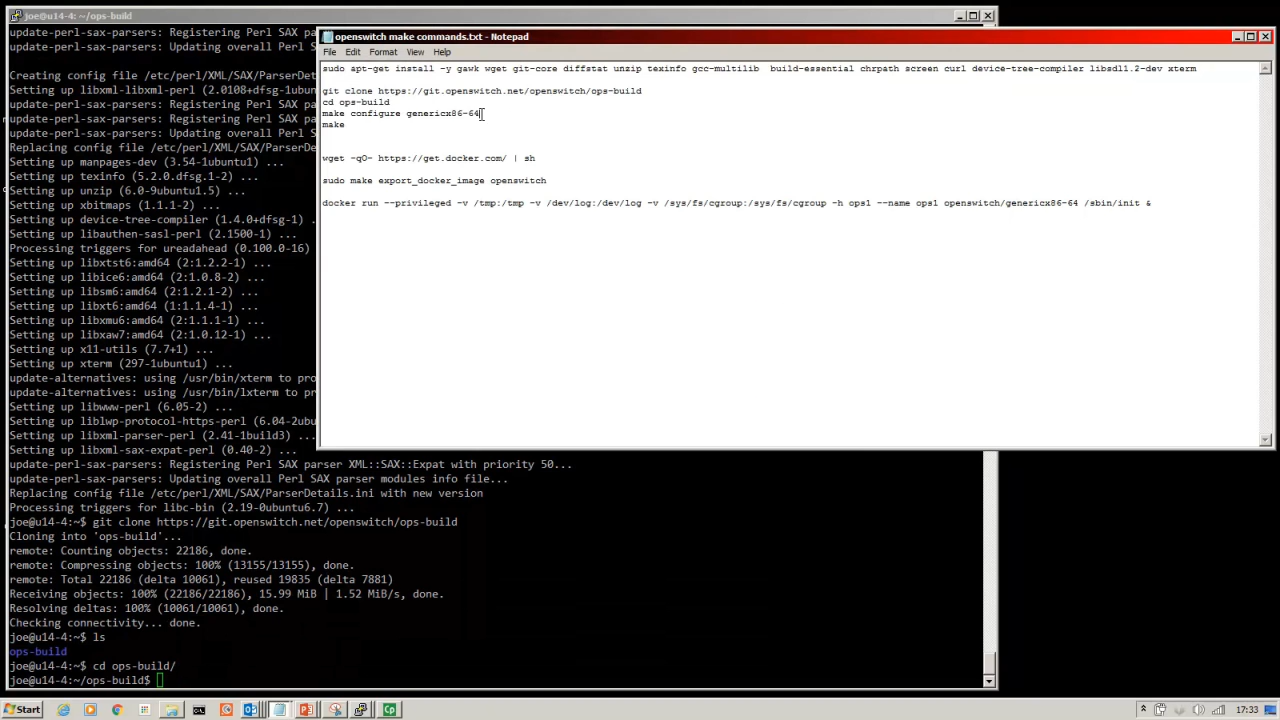 joe@u14-4: ~/ops-build
update-perl-sax-parsers: Registering Perl SAX p
update-perl-sax-parsers: Updating overall Perl S
Creating config file /etc/perl/XML/SAX/ParserDet
Setting up libxml-libxml-perl (2.0108+dfsg-1
update-perl-sax-parsers: Registering Perl SAX p
update-perl-sax-parsers: Updating overall Perl S
Replacing config file /etc/perl/XML/SAX/ParserDe
Setting up manpages-dev (3.54-1ubuntu1) ...
Setting up texinfo (5.2.0.dfsg.1-2) ...
Setting up unzip (6.0-9ubuntu1.5) ...
Setting up xbitmaps (1.1.1-2) ...
Setting up device-tree-compiler (1.4.0+dfsg-1)
Setting up libauthen-sasl-perl (2.1500-1) ...
Processing triggers for ureadahead (0.100.0-16)
Setting up libxtst6:amd64 (2:1.2.2-1) ...
Setting up libice6:amd64 (2:1.0.8-2) ...
Setting up libsm6:amd64 (2:1.2.1-2) ...
Setting up libxt6:amd64 (1:1.1.4-1) ...
Setting up libxmu6:amd64 (2:1.1.1-1) ...
Setting up libxaw7:amd64 (2:1.0.12-1) ...
Setting up x11-utils (7.7+1) ...
Setting up xterm (297-1ubuntu1) ...
update-alternatives: using /usr/bin/xterm to pro
update-alternatives: using /usr/bin/lxterm to pr
Setting up libwww-perl (6.05-2) ...
Setting up liblwp-protocol-https-perl (6.04-2ubu
Setting up libxml-parser-perl (2.41-1build3) ...
Setting up libxml-sax-expat-perl (0.40-2) ...
update-perl-sax-parsers: Registering Perl SAX parser XML::SAX::Expat with priority 50...
update-perl-sax-parsers: Updating overall Perl SAX parser modules info file...
Replacing config file /etc/perl/XML/SAX/ParserDetails.ini with new version
Processing triggers for libc-bin (2.19-0ubuntu6.7) ...
joe@u14-4:~$ git clone https://git.openswitch.net/openswitch/ops-build
Cloning into 'ops-build'...
remote: Counting objects: 22186, done.
remote: Compressing objects: 100% (13155/13155), done.
remote: Total 22186 (delta 10061), reused 19835 (delta 7881)
Receiving objects: 100% (22186/22186), 15.99 MiB | 1.52 MiB/s, done.
Resolving deltas: 100% (10061/10061), done.
Checking connectivity... done.
joe@u14-4:~$ ls
ops-build
joe@u14-4:~$ cd ops-build/
joe@u14-4:~/ops-build$
openswitch make commands.txt - Notepad
File Edit Format View Help
sudo apt-get install -y gawk wget git-core diffstat unzip texinfo gcc-multilib  build-essential chrpath screen curl device-tree-compiler libsdl1.2-dev xterm
git clone https://git.openswitch.net/openswitch/ops-build
cd ops-build
make configure genericx86-64
make
wget -qO- https://get.docker.com/ | sh
sudo make export_docker_image openswitch
docker run --privileged -v /tmp:/tmp -v /dev/log:/dev/log -v /sys/fs/cgroup:/sys/fs/cgroup -h ops1 --name ops1 openswitch/genericx86-64 /sbin/init &
Start
Cp
17:33